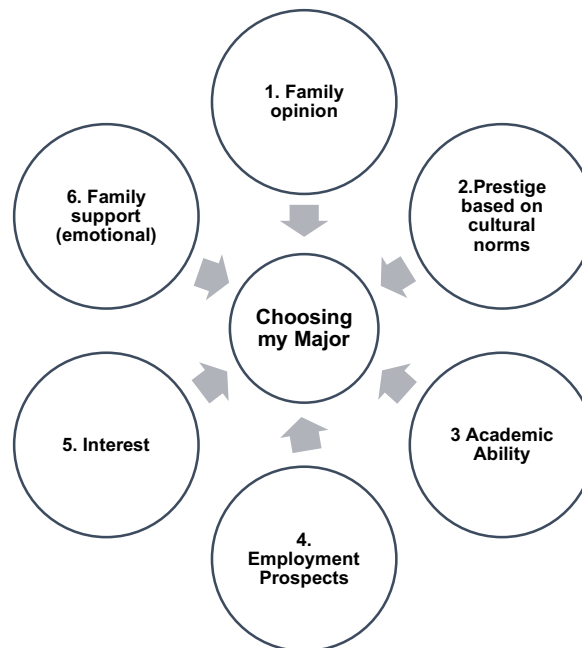 1. Family
opinion
2.Prestige
based on
cultural
norms
3 Academic
Ability
4.
Employment
Prospects
5. Interest
6. Family
support
(emotional)
Choosing
my Major